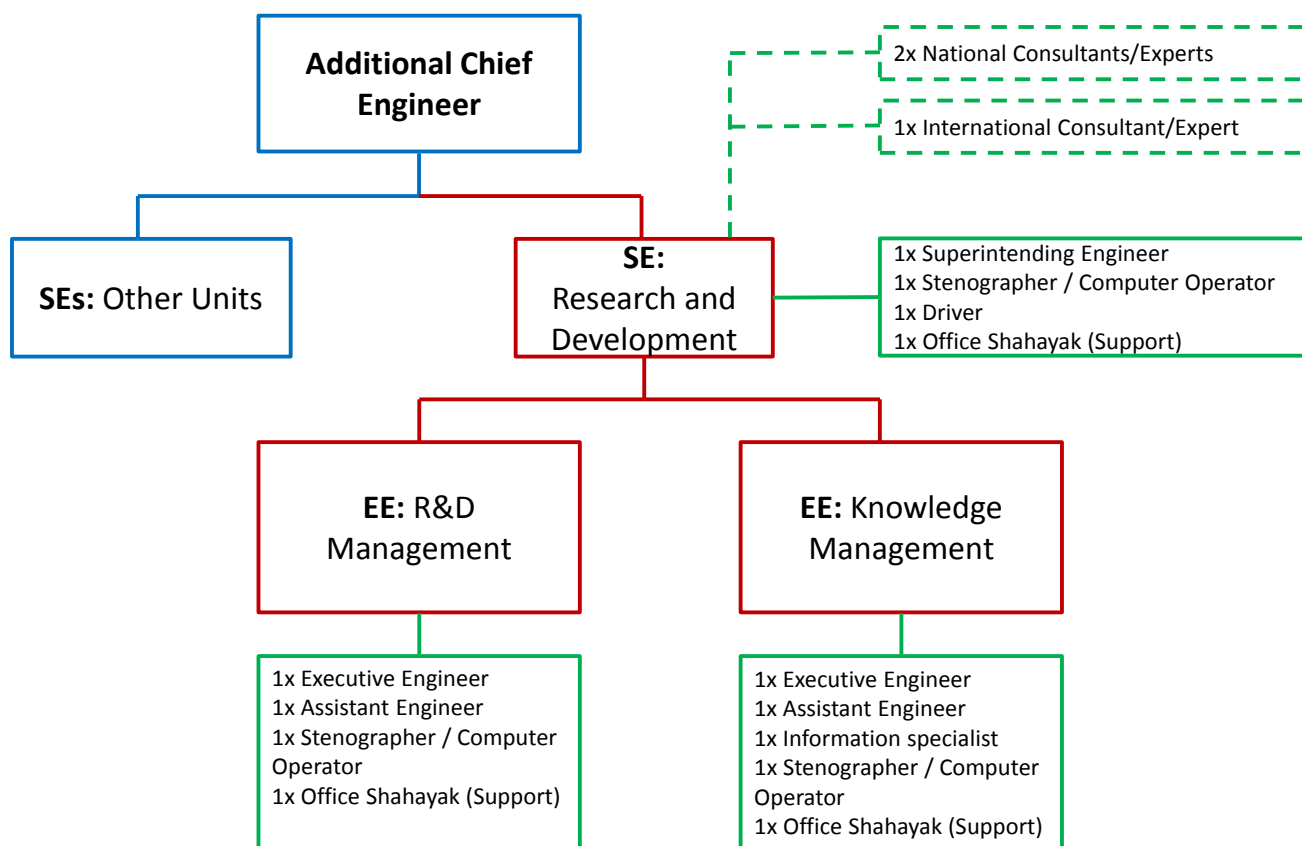 Additional Chief
Engineer
2x National Consultants/Experts
1x International Consultant/Expert
SEs: Other Units
SE:
Research and
Development
1x Superintending Engineer
1x Stenographer / Computer Operator
1x Driver
1x Office Shahayak (Support)
EE: R&D
Management
EE: Knowledge
Management
1x Executive Engineer
1x Assistant Engineer
1x Stenographer / Computer
Operator
1x Office Shahayak (Support)
1x Executive Engineer
1x Assistant Engineer
1x Information specialist
1x Stenographer / Computer
Operator
1x Office Shahayak (Support)